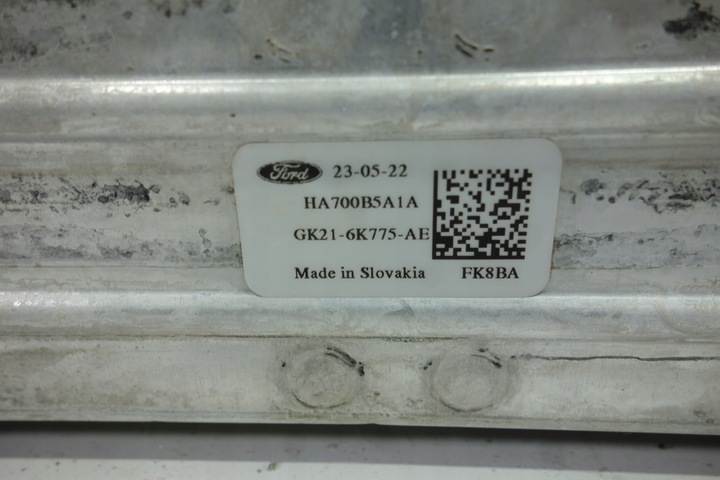 Ford 23-05-22
HA700B5A1A
GK21-6K775-AE
Made in Slovakia FK8BA